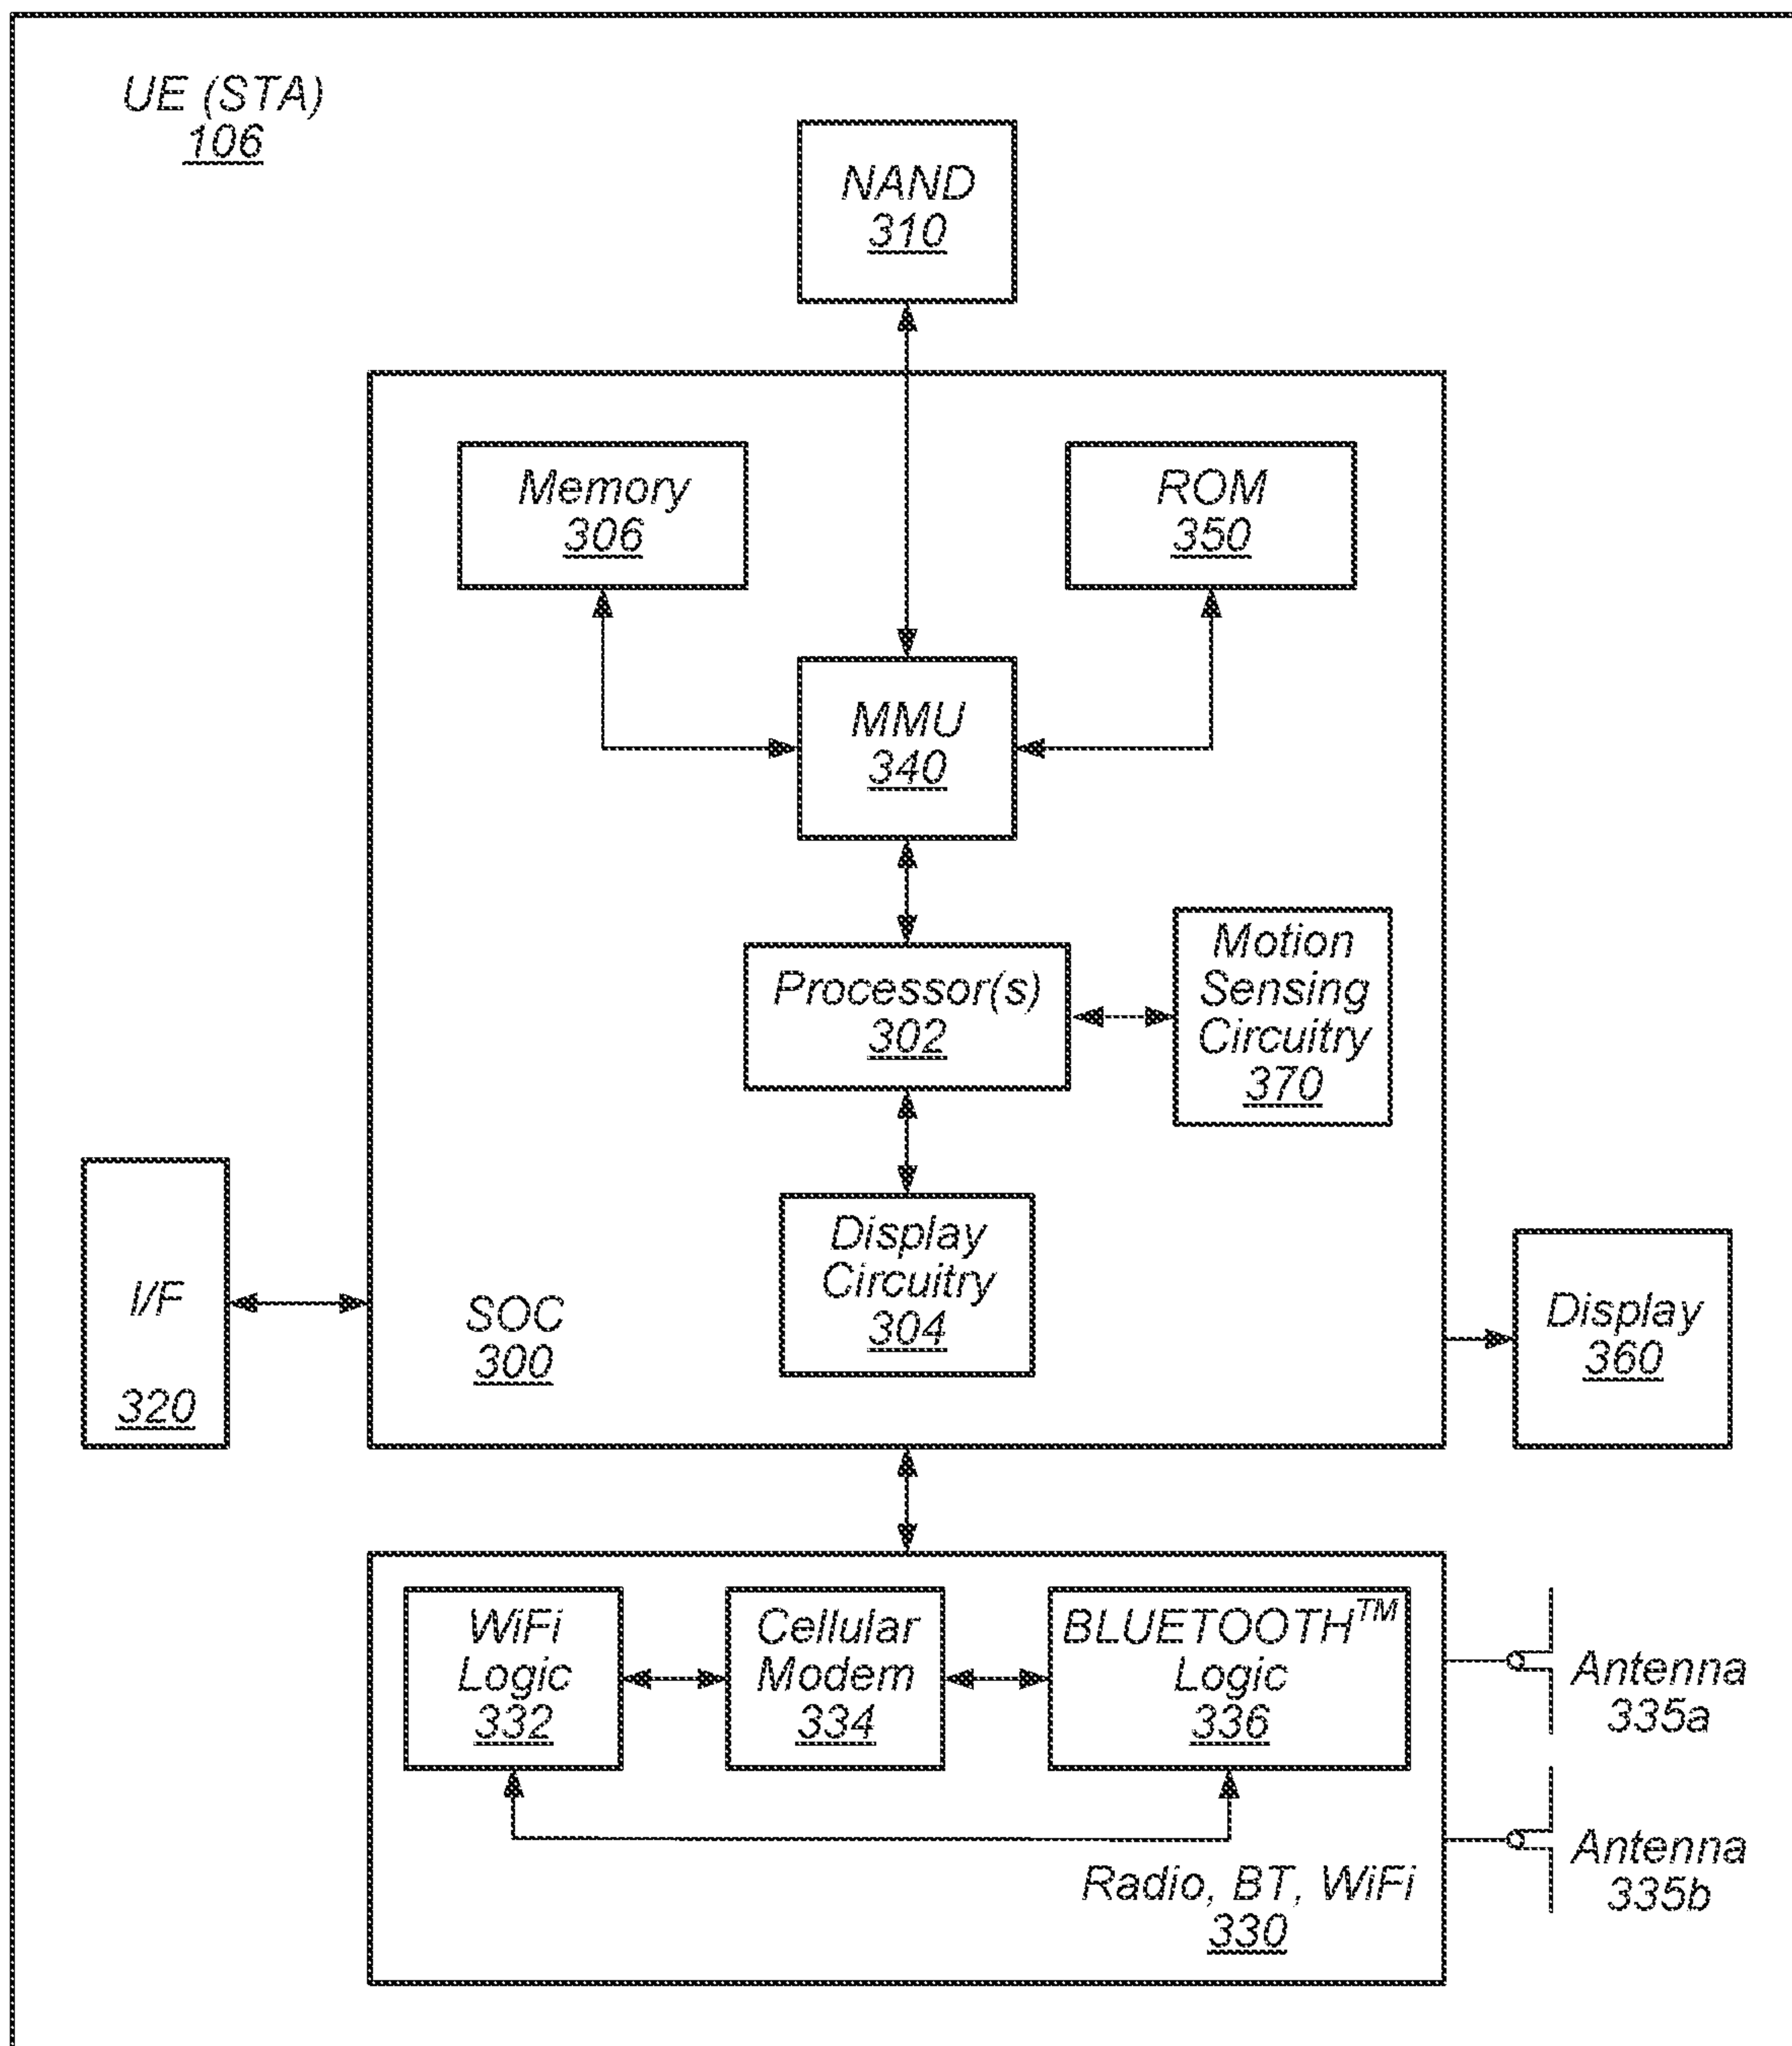 UE (STA)
106
NAND
310
Memory
306
ROM
350
MMU
340
Processor(s)
302
Motion
Sensing
Circuitry
370
Display
Circuitry
304
I/F
320
SOC
300
Display
360
WiFi
Logic
332
Cellular
Modem
334
BLUETOOTH™
Logic
336
Antenna
335a
Antenna
335b
Radio, BT, WiFi
330